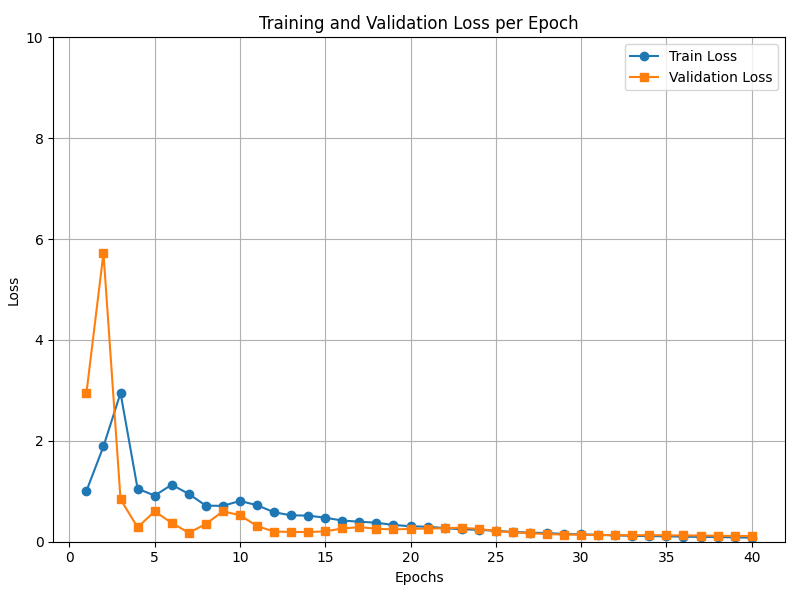 Training and Validation Loss per Epoch
10
8
6
4
2
0
Loss
Train Loss
Validation Loss
0 5 10 15 20 25 30 35 40
Epochs